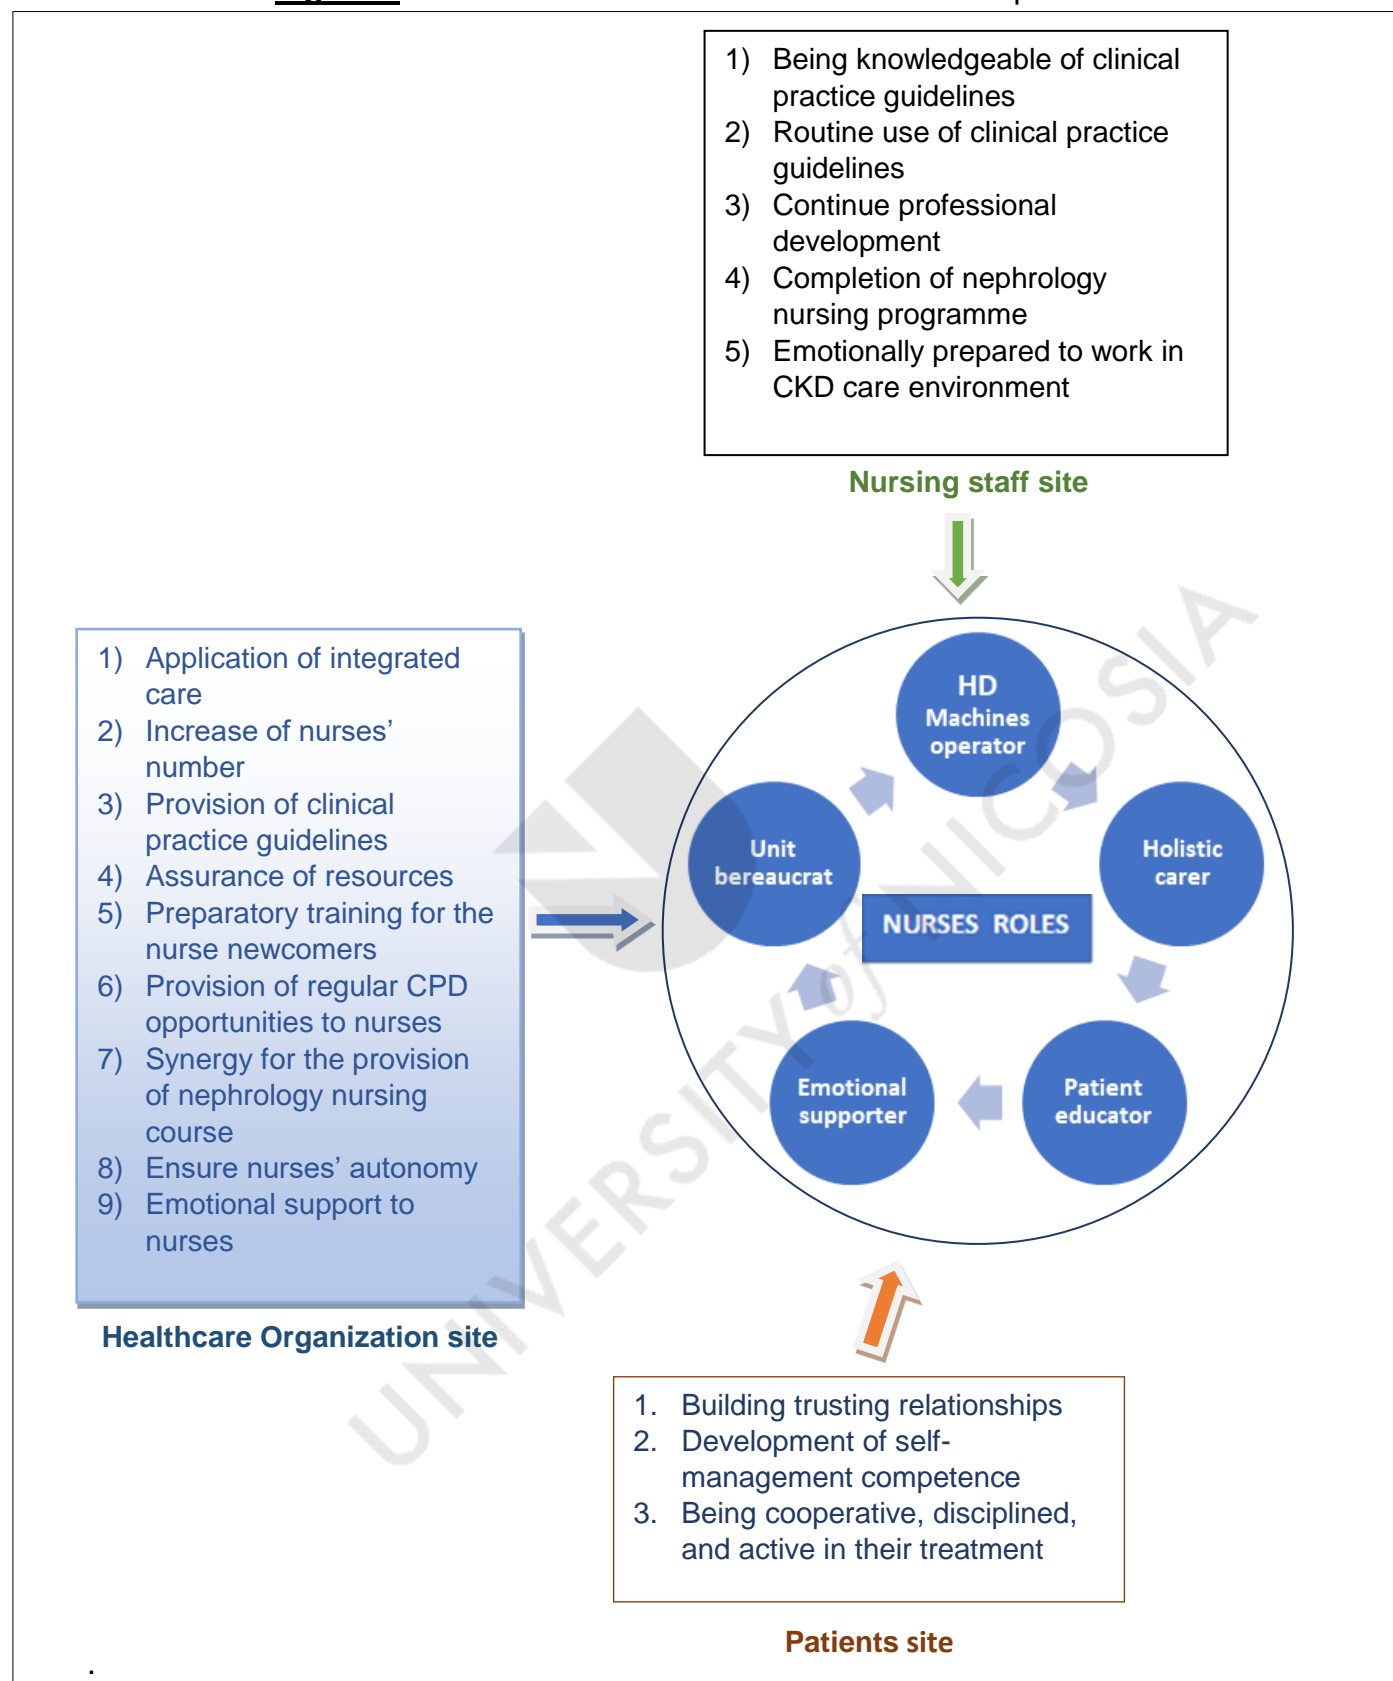 1) Being knowledgeable of clinical
practice guidelines
2) Routine use of clinical practice
guidelines
3) Continue professional
development
4) Completion of nephrology
nursing programme
5) Emotionally prepared to work in
CKD care environment
Nursing staff site
1) Application of integrated
care
2) Increase of nurses’
number
3) Provision of clinical
practice guidelines
4) Assurance of resources
5) Preparatory training for the
nurse newcomers
6) Provision of regular CPD
opportunities to nurses
7) Synergy for the provision
of nephrology nursing
course
8) Ensure nurses’ autonomy
9) Emotional support to
nurses
Healthcare Organization site
HD
Machines
operator
Holistic
carer
Patient
educator
Emotional
supporter
Unit
bereaucrat
NURSES ROLES
1. Building trusting relationships
2. Development of self-
management competence
3. Being cooperative, disciplined,
and active in their treatment
Patients site
.
UNIVERSITY of NICOSIA